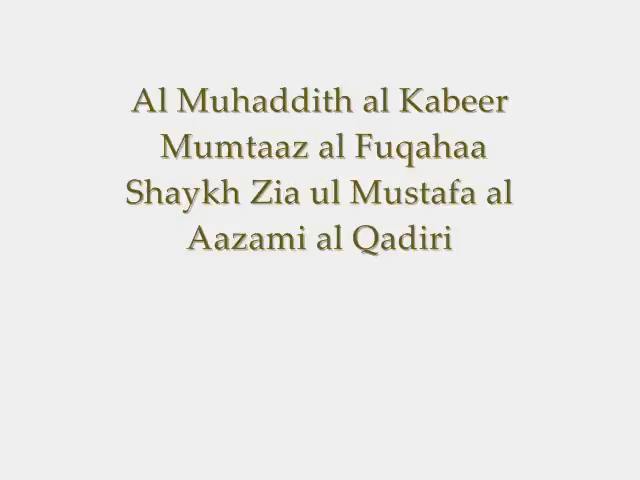 Al Muhaddith al Kabeer
Mumtaaz al Fuqahaa
Shaykh Zia ul Mustafa al
Aazami al Qadiri